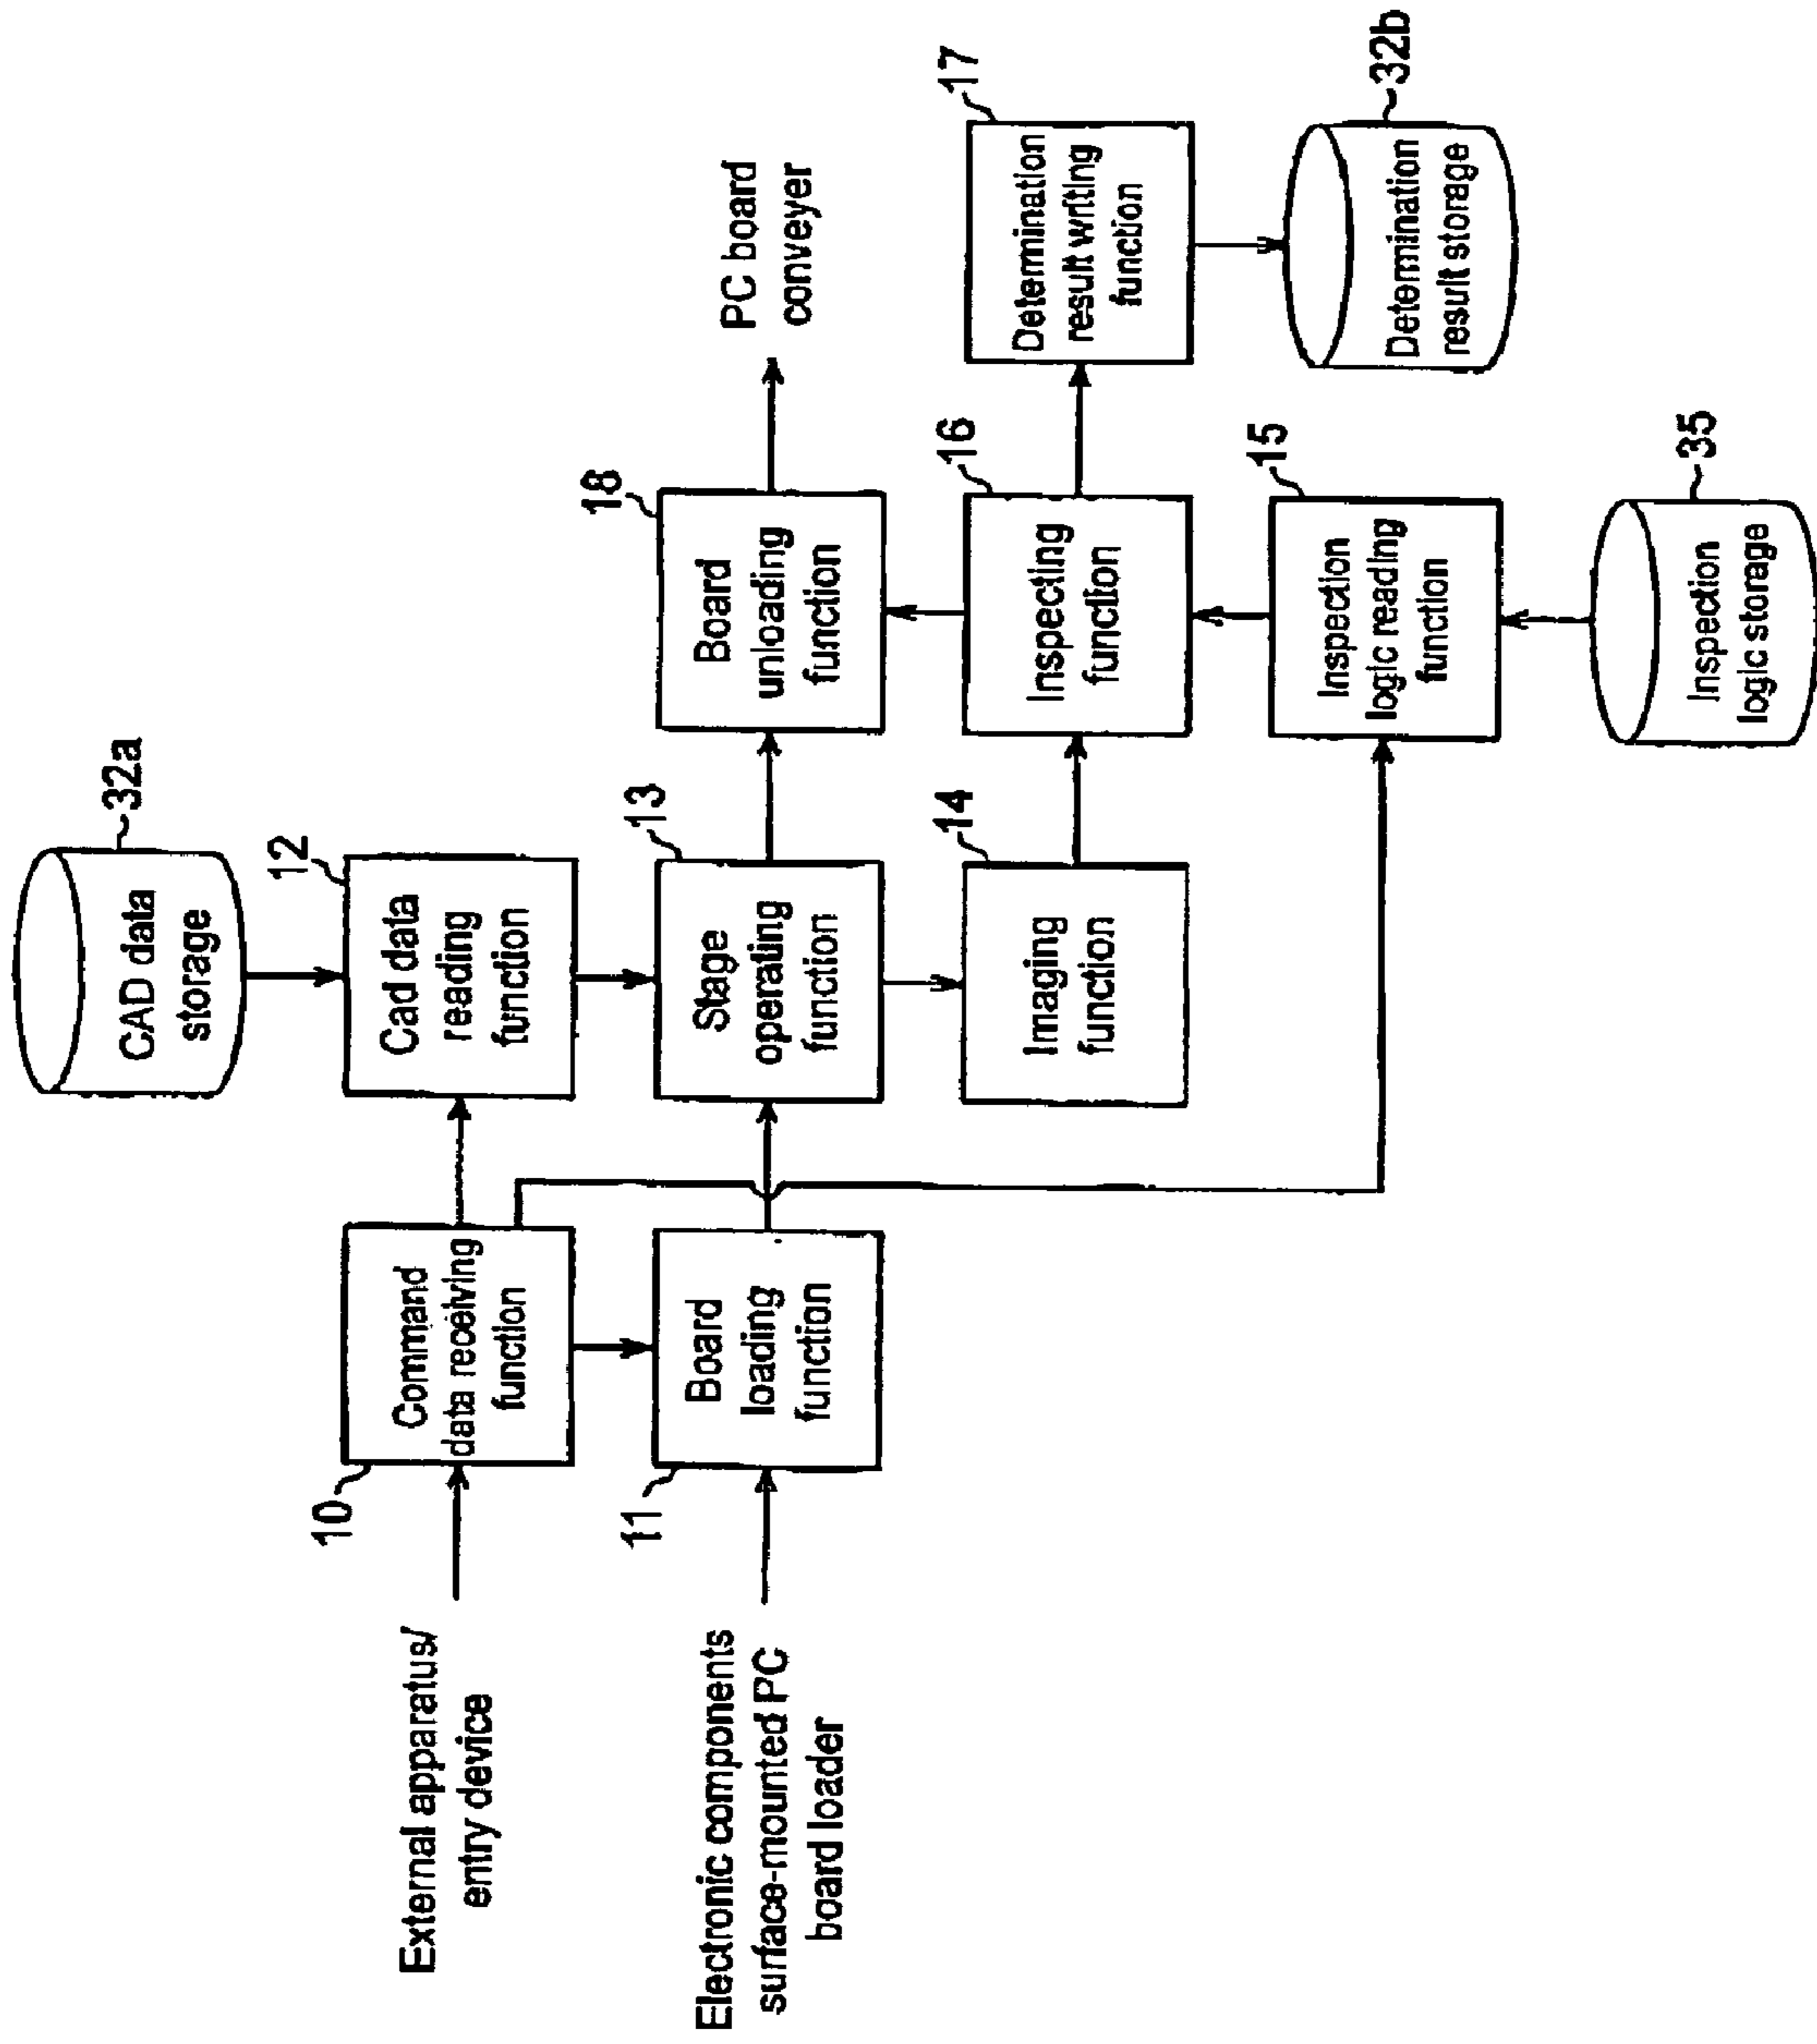 CAD data
storage
32a
12
Cad data
reading
function
10
Command
data receiving
function
External apparatus/
entry device
11
Board
loading
function
Electronic components
surface-mounted PC
board loader
13
Stage
operating
function
18
Board
unloading
function
PC board
conveyer
14
Imaging
function
16
Inspecting
function
17
Determination
result writing
function
15
Inspection
logic reading
function
32b
Determination
result storage
35
Inspection
logic storage